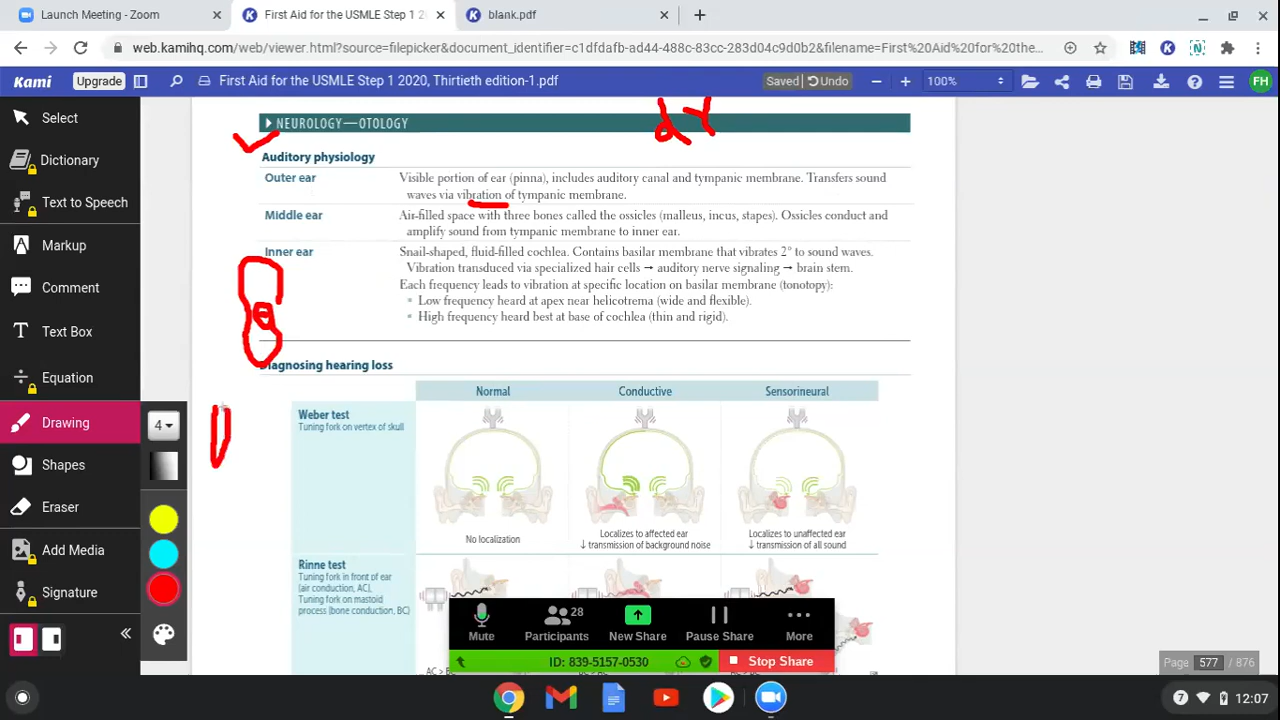 Launch Meeting - Zoom
First Aid for the USMLE Step 1 2
blank.pdf
web.kamihq.com/web/viewer.html?source=filepicker&document_identifier=c1dfdafb-ad44-488c-83cc-283d04c9d0b2&filename=First%20Aid%20for%20the...
Kami
Upgrade
First Aid for the USMLE Step 1 2020, Thirtieth edition-1.pdf
Saved Undo
100%
FH
Select
Dictionary
Text to Speech
Markup
Comment
Text Box
Equation
Drawing
Shapes
Eraser
Add Media
Signature
4
NEUROLOGY—OTOLOGY
Auditory physiology
Outer ear
Visible portion of ear (pinna), includes auditory canal and tympanic membrane. Transfers sound
waves via vibration of tympanic membrane.
Middle ear
Air-filled space with three bones called the ossicles (malleus, incus, stapes). Ossicles conduct and
amplify sound from tympanic membrane to inner ear.
Inner ear
Snail-shaped, fluid-filled cochlea. Contains basilar membrane that vibrates 2° to sound waves.
Vibration transduced via specialized hair cells → auditory nerve signaling → brain stem.
Each frequency leads to vibration at specific location on basilar membrane (tonotopy):
▪ Low frequency heard at apex near helicotrema (wide and flexible).
▪ High frequency heard best at base of cochlea (thin and rigid).
Diagnosing hearing loss
Normal
Conductive
Sensorineural
Weber test
Tuning fork on vertex of skull
No localization
Localizes to affected ear
↓ transmission of background noise
Localizes to unaffected ear
↓ transmission of all sound
Rinne test
Tuning fork in front of ear
(air conduction, AC),
Tuning fork on mastoid
process (bone conduction, BC)
Mute
Participants
28
New Share
Pause Share
More
ID: 839-5157-0530
Stop Share
Page 577 / 876
7
12:07